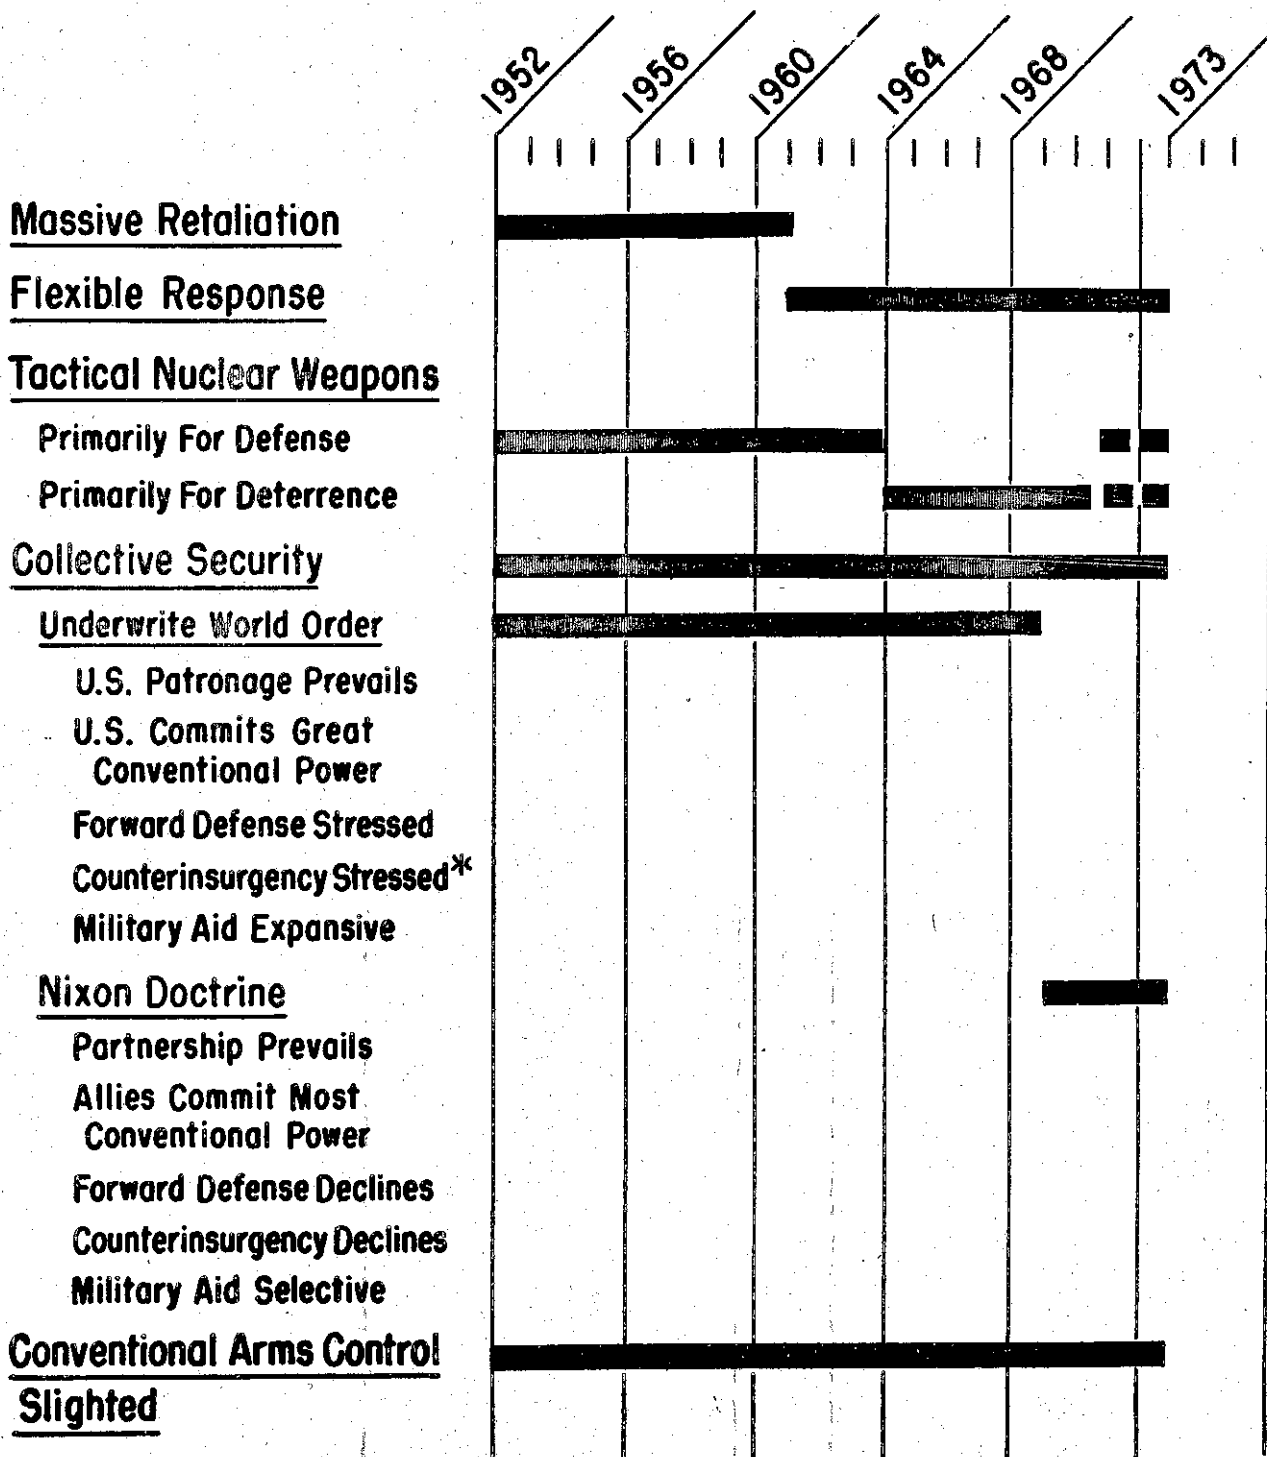 1952 1956 1960 1964 1968 1973
Massive Retaliation
Flexible Response
Tactical Nuclear Weapons
Primarily For Defense
Primarily For Deterrence
Collective Security
Underwrite World Order
U.S. Patronage Prevails
U.S. Commits Great
Conventional Power
Forward Defense Stressed
Counterinsurgency Stressed*
Military Aid Expansive
Nixon Doctrine
Partnership Prevails
Allies Commit Most
Conventional Power
Forward Defense Declines
Counterinsurgency Declines
Military Aid Selective
Conventional Arms Control
Slighted